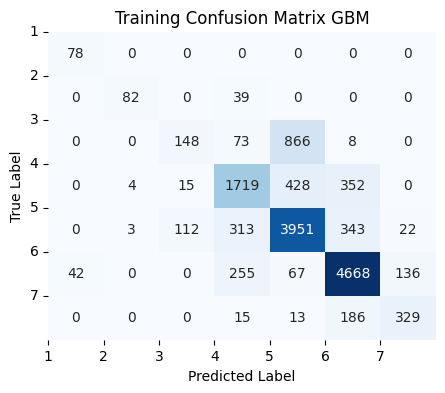 Training Confusion Matrix GBM
1
78 0 0 0 0 0 0
2
0 82 0 39 0 0 0
3
0 0 148 73 866 8 0
4
0 4 15 1719 428 352 0
5
0 3 112 313 3951 343 22
6
42 0 0 255 67 4668 136
7
0 0 0 15 13 186 329
1 2 3 4 5 6 7
True Label
Predicted Label